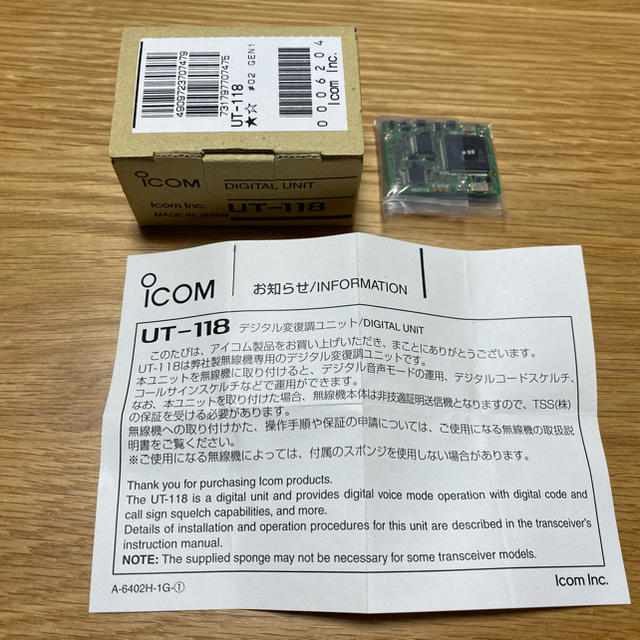 4909723707479
731797707475
UT-118
★☆ #02 GEN1
0006204
Icom Inc.
ICOM
DIGITAL UNIT
Icom Inc. UT-118
MADE IN JAPAN
ICOM お知らせ/INFORMATION
UT-118 デジタル変復調ユニット/DIGITAL UNIT
このたびは、アイコム製品をお買い上げいただき、まことにありがとうございます。
UT-118は弊社製無線機専用のデジタル変復調ユニットです。
本ユニットを無線機に取り付けると、デジタル音声モードの運用、デジタルコードスケルチ、
コールサインスケルチなどで運用ができます。
なお、本ユニットを取り付けた場合、無線機本体は非技適証明送信機となりますので、TSS(株)
の保証を受ける必要があります。
無線機への取り付けかた、操作手順や保証の申請については、ご使用になる無線機の取扱説
明書をご覧ください。
※ご使用になる無線機によっては、付属のスポンジを使用しない場合があります。
Thank you for purchasing Icom products.
The UT-118 is a digital unit and provides digital voice mode operation with digital code and
call sign squelch capabilities, and more.
Details of installation and operation procedures for this unit are described in the transceiver's
instruction manual.
NOTE: The supplied sponge may not be necessary for some transceiver models.
A-6402H-1G-①
Icom Inc.